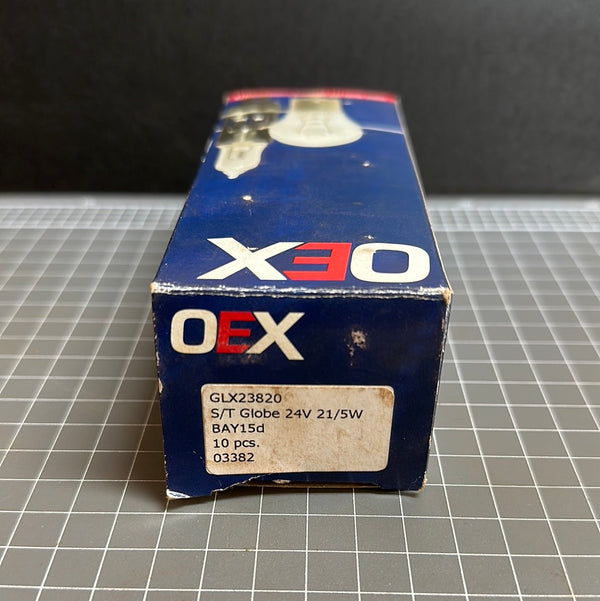 OEX
OEX
GLX23820
S/T Globe 24V 21/5W
BAY15d
10 pcs.
03382